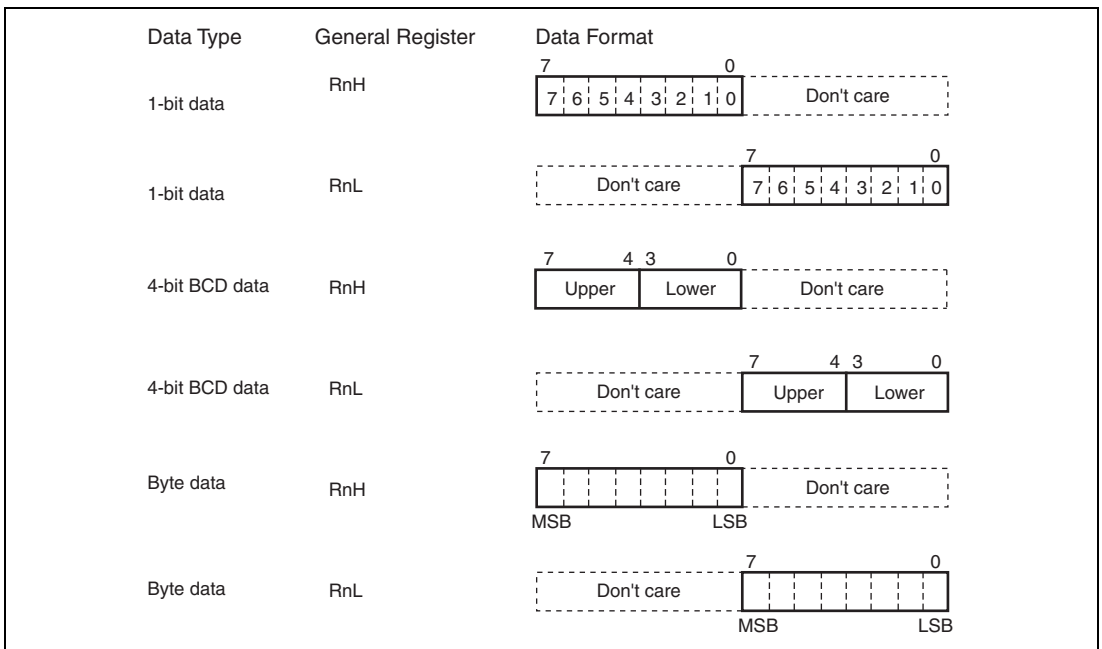 Data Type General Register Data Format
7 0
1-bit data RnH 7 6 5 4 3 2 1 0 Don't care
7 0
1-bit data RnL Don't care 7 6 5 4 3 2 1 0
7 4 3 0
4-bit BCD data RnH Upper Lower Don't care
7 4 3 0
4-bit BCD data RnL Don't care Upper Lower
7 0
Byte data RnH Don't care
MSB LSB
7 0
Byte data RnL Don't care
MSB LSB